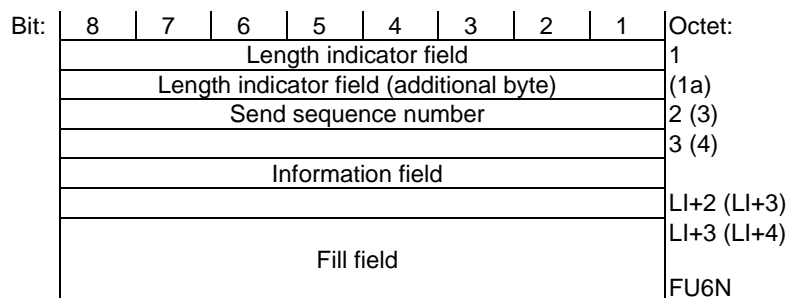 Bit: 8 7 6 5 4 3 2 1 Octet:
Length indicator field 1
Length indicator field (additional byte) (1a)
Send sequence number 2 (3)
3 (4)
Information field
LI+2 (LI+3)
LI+3 (LI+4)
Fill field
FU6N